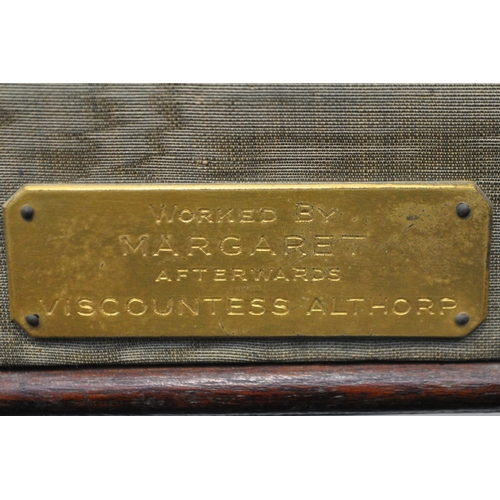 WORKED BY
MARGARET
AFTERWARDS
VISCOUNTESS ALTHORP